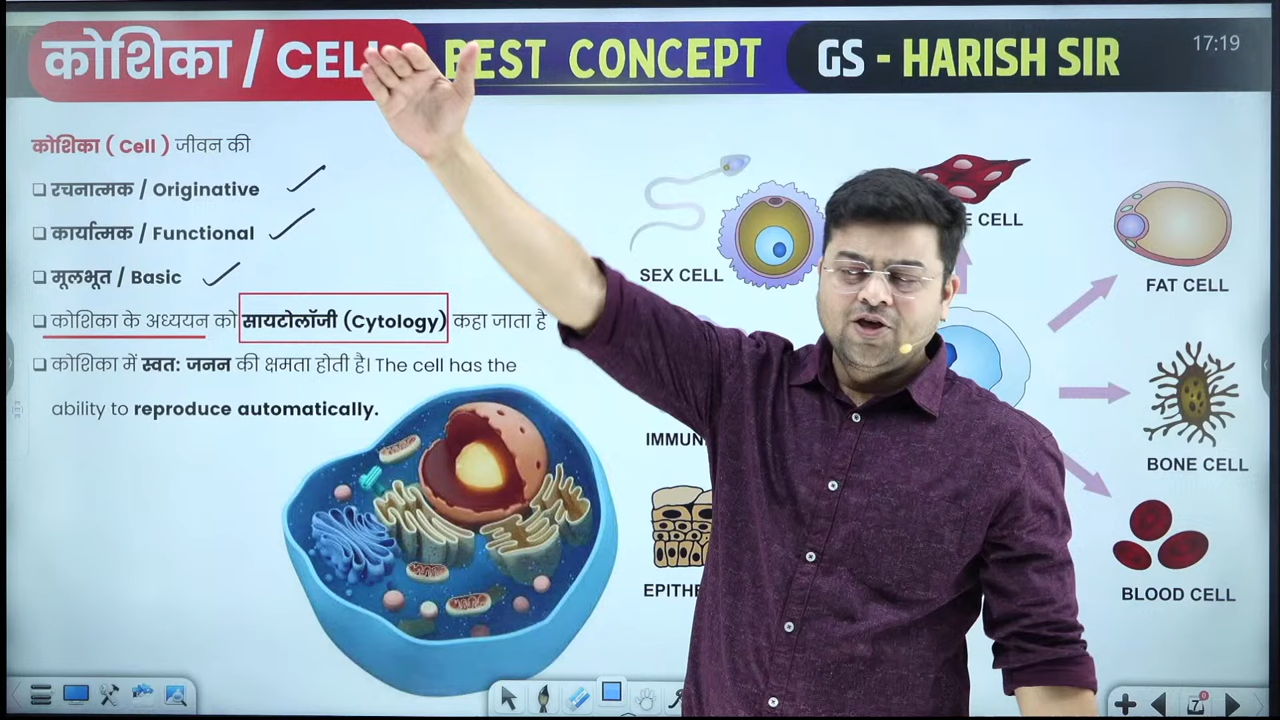 कोशिका / CEL BEST CONCEPT GS - HARISH SIR 17:19
कोशिका ( Cell ) जीवन की
रचनात्मक / Originative
कार्यात्मक / Functional
मूलभूत / Basic
कोशिका के अध्ययन को सायटोलॉजी (Cytology) कहा जाता है
कोशिका में स्वतः जनन की क्षमता होती है। The cell has the
ability to reproduce automatically.
SEX CELL
E CELL
FAT CELL
IMMUN
BONE CELL
EPITHE
BLOOD CELL
7